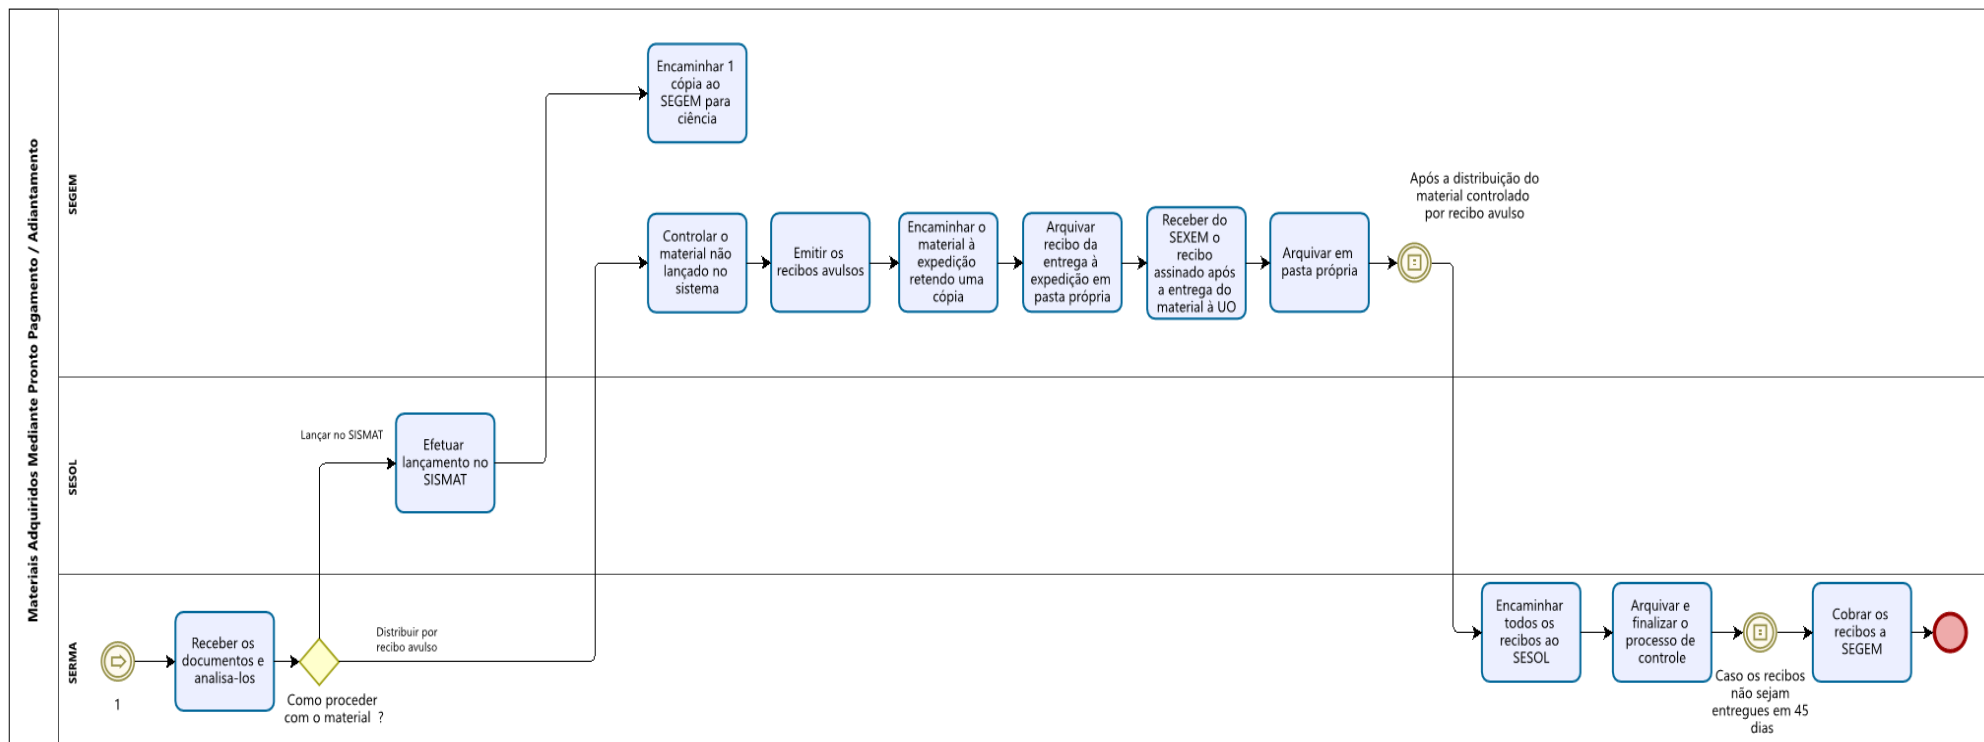 Materiais Adquiridos Mediante Pronto Pagamento / Adiantamento
SEGEM
Encaminhar 1
cópia ao
SEGEM para
ciência
Controlar o
material não
lançado no
sistema
Emitir os
recibos avulsos
Encaminhar o
material à
expedição
retendo uma
cópia
Arquivar
recibo da
entrega à
expedição em
pasta própria
Receber do
SEXEM o
recibo
assinado após
a entrega do
material à UO
Arquivar em
pasta própria
Após a distribuição do
material controlado
por recibo avulso
SESOL
Lançar no SISMAT
Efetuar
lançamento no
SISMAT
SERMA
1
Receber os
documentos e
analisa-los
Como proceder
com o material ?
Distribuir por
recibo avulso
Encaminhar
todos os
recibos ao
SESOL
Arquivar e
finalizar o
processo de
controle
Caso os recibos
não sejam
entregues em 45
dias
Cobrar os
recibos a
SEGEM